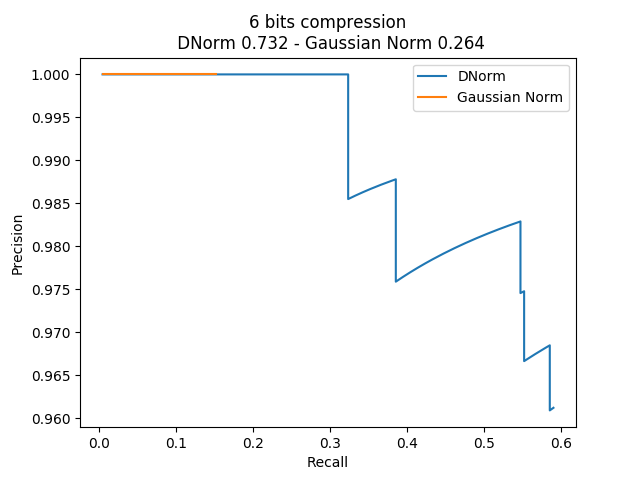 6 bits compression
DNorm 0.732 - Gaussian Norm 0.264
DNorm
Gaussian Norm
1.000
0.995
0.990
0.985
0.980
0.975
0.970
0.965
0.960
Precision
0.0 0.1 0.2 0.3 0.4 0.5 0.6
Recall